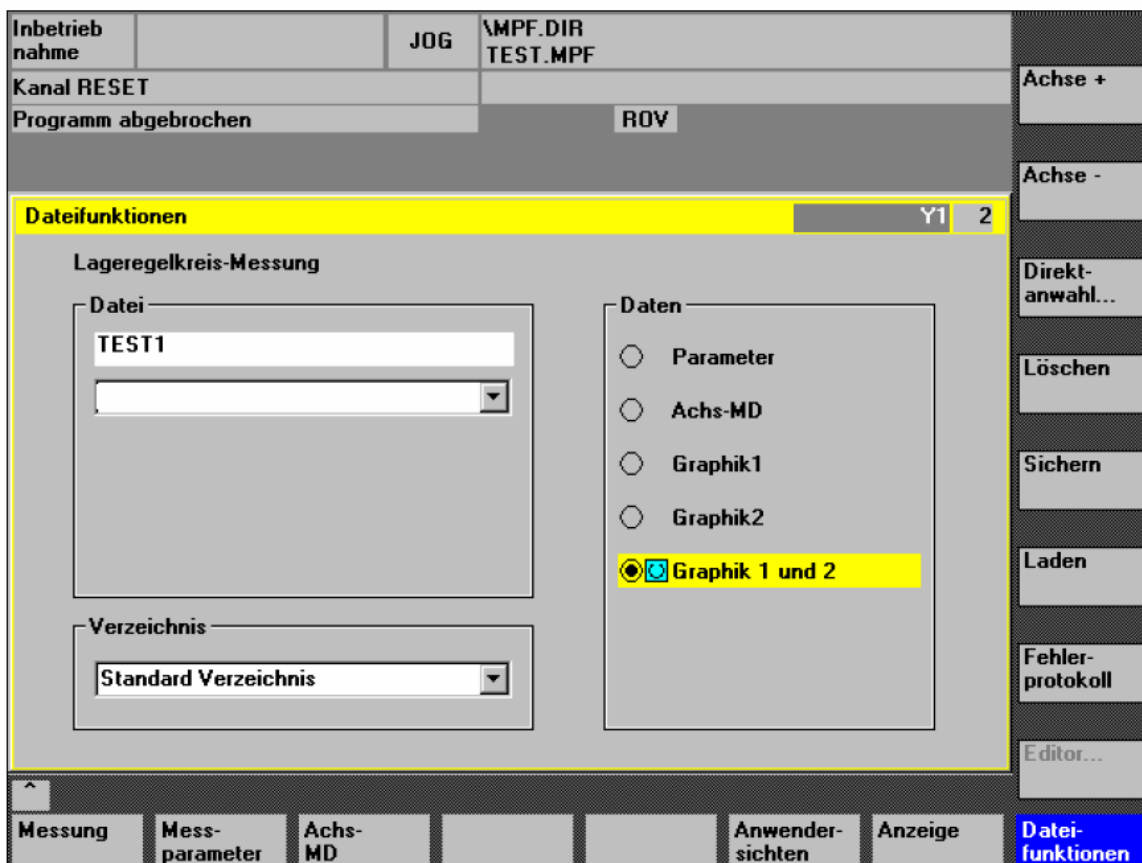 Inbetrieb
nahme
JOG
\MPF.DIR
TEST.MPF
Kanal RESET
Programm abgebrochen
ROV
Dateifunktionen
Y1 2
Lageregelkreis-Messung
Datei
TEST1
Verzeichnis
Standard Verzeichnis
Daten
Parameter
Achs-MD
Graphik1
Graphik2
Graphik 1 und 2
Achse +
Achse -
Direkt-
anwahl...
Löschen
Sichern
Laden
Fehler-
protokoll
Editor...
^
Messung
Mess-
parameter
Achs-
MD
Anwender-
sichten
Anzeige
Datei-
funktionen